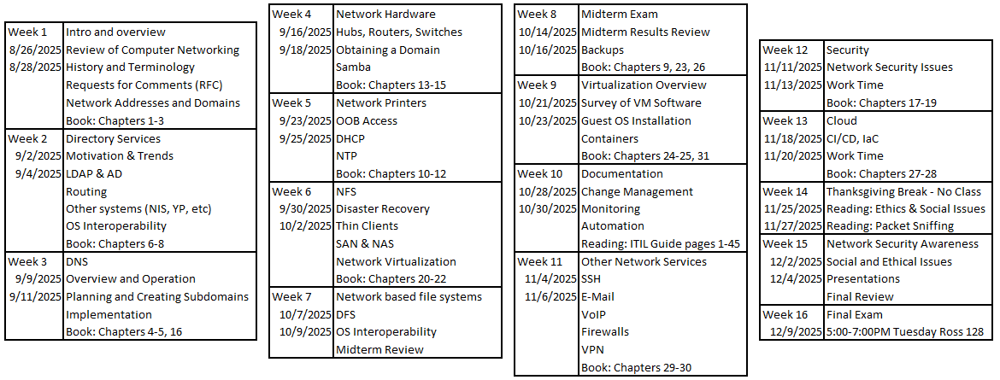 Week 1 Intro and overview
8/26/2025 Review of Computer Networking
8/28/2025 History and Terminology
Requests for Comments (RFC)
Network Addresses and Domains
Book: Chapters 1-3
Week 2 Directory Services
9/2/2025 Motivation & Trends
9/4/2025 LDAP & AD
Routing
Other systems (NIS, YP, etc)
OS Interoperability
Book: Chapters 6-8
Week 3 DNS
9/9/2025 Overview and Operation
9/11/2025 Planning and Creating Subdomains
Implementation
Book: Chapters 4-5, 16
Week 4 Network Hardware
9/16/2025 Hubs, Routers, Switches
9/18/2025 Obtaining a Domain
Samba
Book: Chapters 13-15
Week 5 Network Printers
9/23/2025 OOB Access
9/25/2025 DHCP
NTP
Book: Chapters 10-12
Week 6 NFS
9/30/2025 Disaster Recovery
10/2/2025 Thin Clients
SAN & NAS
Network Virtualization
Book: Chapters 20-22
Week 7 Network based file systems
10/7/2025 DFS
10/9/2025 OS Interoperability
Midterm Review
Week 8 Midterm Exam
10/14/2025 Midterm Results Review
10/16/2025 Backups
Book: Chapters 9, 23, 26
Week 9 Virtualization Overview
10/21/2025 Survey of VM Software
10/23/2025 Guest OS Installation
Containers
Book: Chapters 24-25, 31
Week 10 Documentation
10/28/2025 Change Management
10/30/2025 Monitoring
Automation
Reading: ITIL Guide pages 1-45
Week 11 Other Network Services
11/4/2025 SSH
11/6/2025 E-Mail
VoIP
Firewalls
VPN
Book: Chapters 29-30
Week 12 Security
11/11/2025 Network Security Issues
11/13/2025 Work Time
Book: Chapters 17-19
Week 13 Cloud
11/18/2025 CI/CD, IaC
11/20/2025 Work Time
Book: Chapters 27-28
Week 14 Thanksgiving Break - No Class
11/25/2025 Reading: Ethics & Social Issues
11/27/2025 Reading: Packet Sniffing
Week 15 Network Security Awareness
12/2/2025 Social and Ethical Issues
12/4/2025 Presentations
Final Review
Week 16 Final Exam
12/9/2025 5:00-7:00PM Tuesday Ross 128